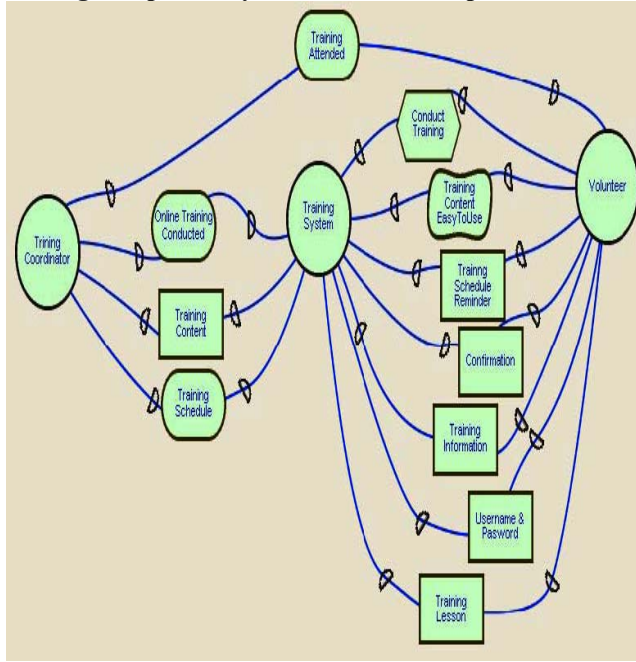 Training
Attended
Conduct
Training
Volunteer
Training
Content
EasyToUse
Training
System
Online Training
Conducted
Trining
Coordinator
Training
Schedule
Reminder
Training
Content
Confirmation
Training
Schedule
Training
Information
Username &
Pasword
Training
Lesson